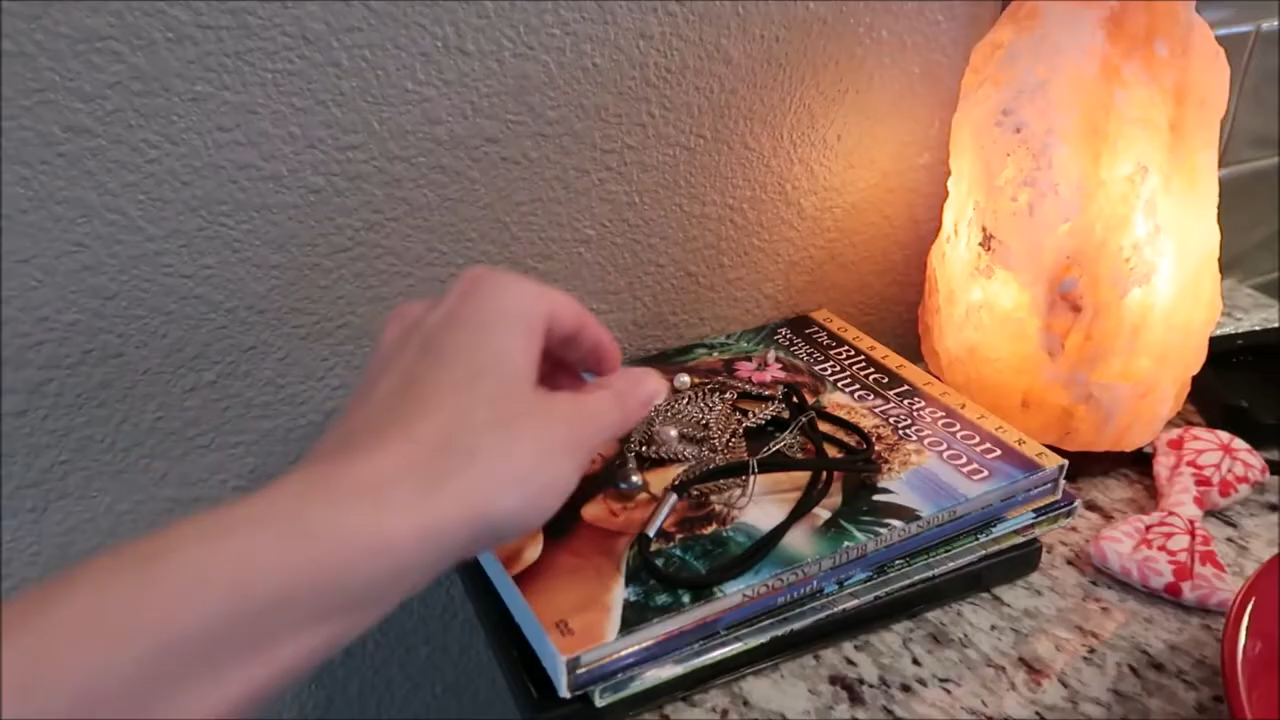 DOUBLE FEATURE
The Blue Lagoon
Return
to the Blue Lagoon
RETURN TO THE BLUE LAGOON